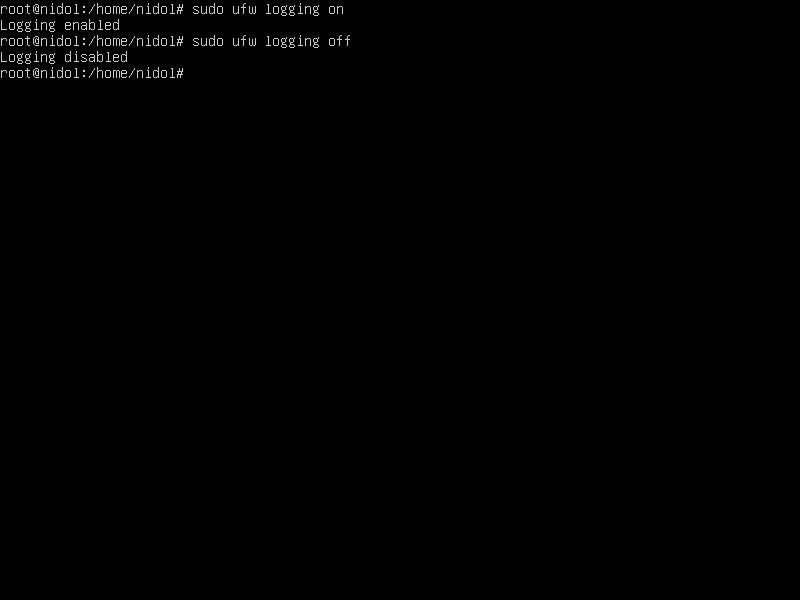 root@nidol:/home/nidol# sudo ufw logging on
Logging enabled
root@nidol:/home/nidol# sudo ufw logging off
Logging disabled
root@nidol:/home/nidol#